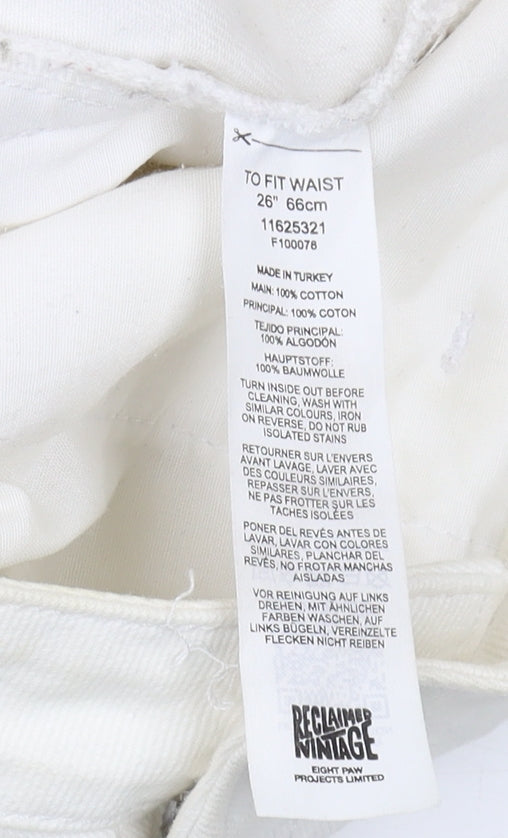 TO FIT WAIST
26" 66cm
11625321
F100078
MADE IN TURKEY
MAIN: 100% COTTON
PRINCIPAL: 100% COTON
TEJIDO PRINCIPAL:
100% ALGODÓN
HAUPTSTOFF:
100% BAUMWOLLE
TURN INSIDE OUT BEFORE
CLEANING, WASH WITH
SIMILAR COLOURS, IRON
ON REVERSE, DO NOT RUB
ISOLATED STAINS
RETOURNER SUR L'ENVERS
AVANT LAVAGE, LAVER AVEC
DES COULEURS SIMILAIRES,
REPASSER SUR L'ENVERS,
NE PAS FROTTER SUR LES
TACHES ISOLÉES
PONER DEL REVÉS ANTES DE
LAVAR, LAVAR CON COLORES
SIMILARES, PLANCHAR DEL
REVÉS, NO FROTAR MANCHAS
AISLADAS
VOR REINIGUNG AUF LINKS
DREHEN, MIT ÄHNLICHEN
FARBEN WASCHEN, AUF
LINKS BÜGELN, VEREINZELTE
FLECKEN NICHT REIBEN
RECLAIMED
VINTAGE
EIGHT PAW
PROJECTS LIMITED